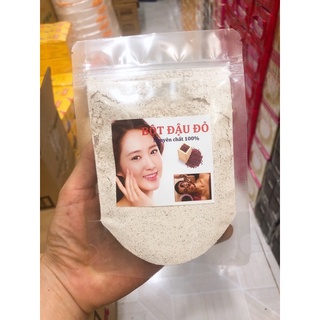 BỘT ĐẬU ĐỎ
nguyên chất 100%